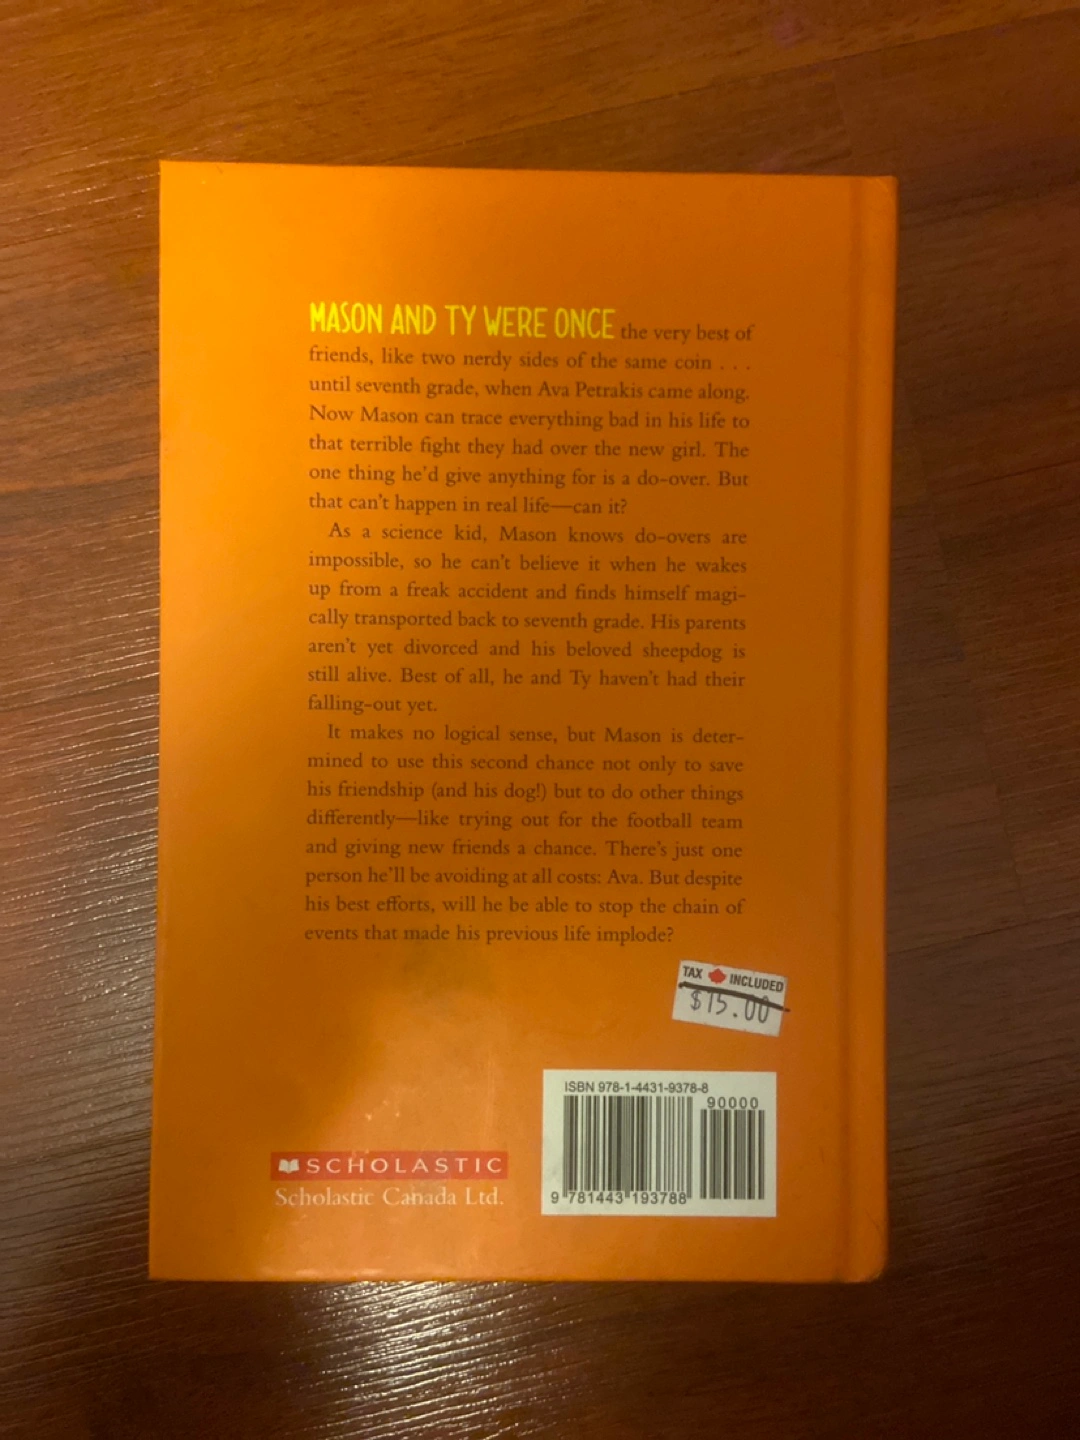 MASON AND TY WERE ONCE the very best of
friends, like two nerdy sides of the same coin . . .
until seventh grade, when Ava Petrakis came along.
Now Mason can trace everything bad in his life to
that terrible fight they had over the new girl. The
one thing he'd give anything for is a do-over. But
that can't happen in real life—can it?
As a science kid, Mason knows do-overs are
impossible, so he can't believe it when he wakes
up from a freak accident and finds himself magi-
cally transported back to seventh grade. His parents
aren't yet divorced and his beloved sheepdog is
still alive. Best of all, he and Ty haven't had their
falling-out yet.
It makes no logical sense, but Mason is deter-
mined to use this second chance not only to save
his friendship (and his dog!) but to do other things
differently—like trying out for the football team
and giving new friends a chance. There's just one
person he'll be avoiding at all costs: Ava. But despite
his best efforts, will he be able to stop the chain of
events that made his previous life implode?
TAX INCLUDED
$15.00
ISBN 978-1-4431-9378-8
90000
9 781443 193788
SCHOLASTIC
Scholastic Canada Ltd.